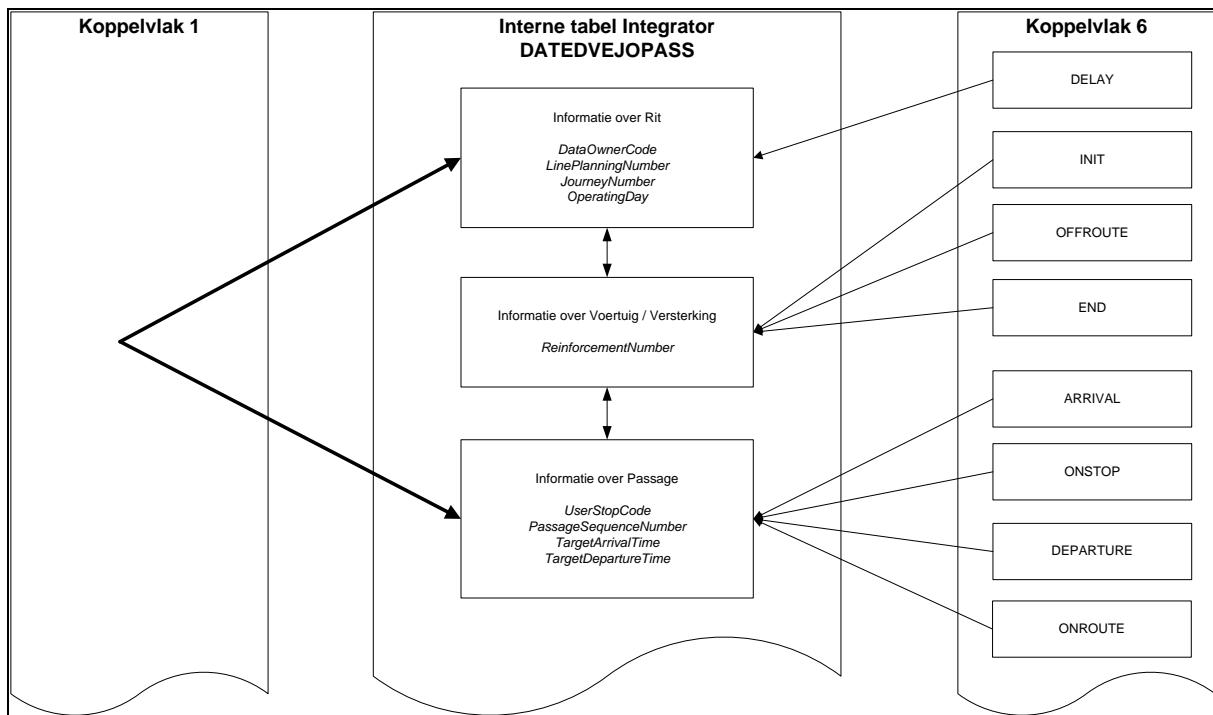 Koppelvlak 1
Interne tabel Integrator
DATEDVEJOPASS
Koppelvlak 6
Informatie over Rit
DataOwnerCode
LinePlanningNumber
JourneyNumber
OperatingDay
Informatie over Voertuig / Versterking
ReinforcementNumber
Informatie over Passage
UserStopCode
PassageSequenceNumber
TargetArrivalTime
TargetDepartureTime
DELAY
INIT
OFFROUTE
END
ARRIVAL
ONSTOP
DEPARTURE
ONROUTE